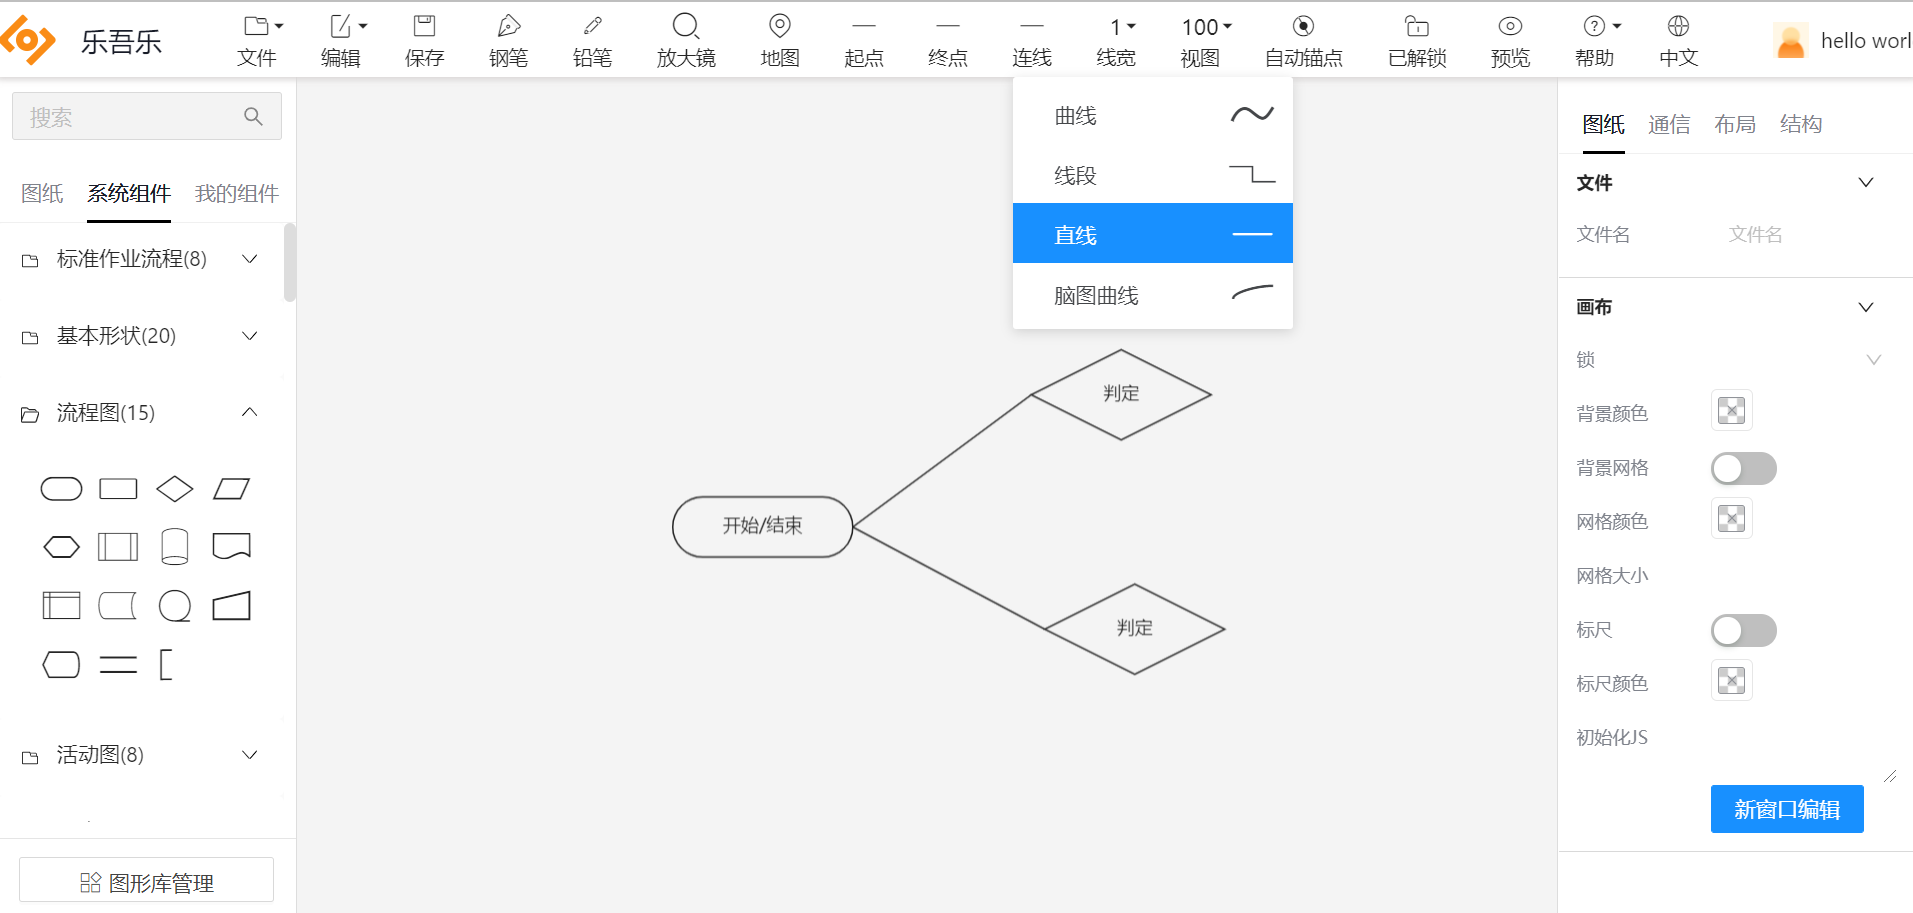 乐吾乐
文件
编辑
保存
钢笔
铅笔
放大镜
地图
起点
终点
连线
1
线宽
100
视图
自动锚点
已解锁
预览
帮助
中文
hello worl
搜索
图纸 系统组件 我的组件
标准作业流程(8)
基本形状(20)
流程图(15)
活动图(8)
图形库管理
曲线
线段
直线
脑图曲线
判定
开始/结束
判定
图纸 通信 布局 结构
文件
文件名 文件名
画布
锁
背景颜色
背景网格
网格颜色
网格大小
标尺
标尺颜色
初始化JS
新窗口编辑